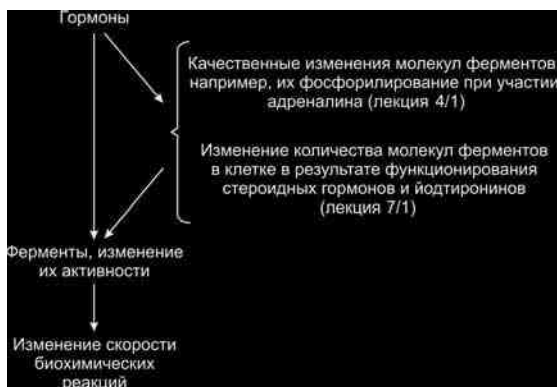 Гормоны
Качественные изменения молекул ферментов
например, их фосфорилирование при участии
адреналина (лекция 4/1)
Изменение количества молекул ферментов
в клетке в результате функционирования
стероидных гормонов и йодтиронинов
(лекция 7/1)
Ферменты, изменение
их активности
Изменение скорости
биохимических
реакций